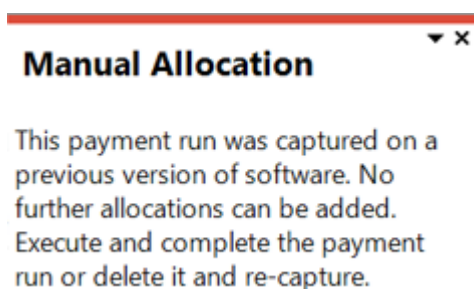 Manual Allocation
This payment run was captured on a
previous version of software. No
further allocations can be added.
Execute and complete the payment
run or delete it and re-capture.